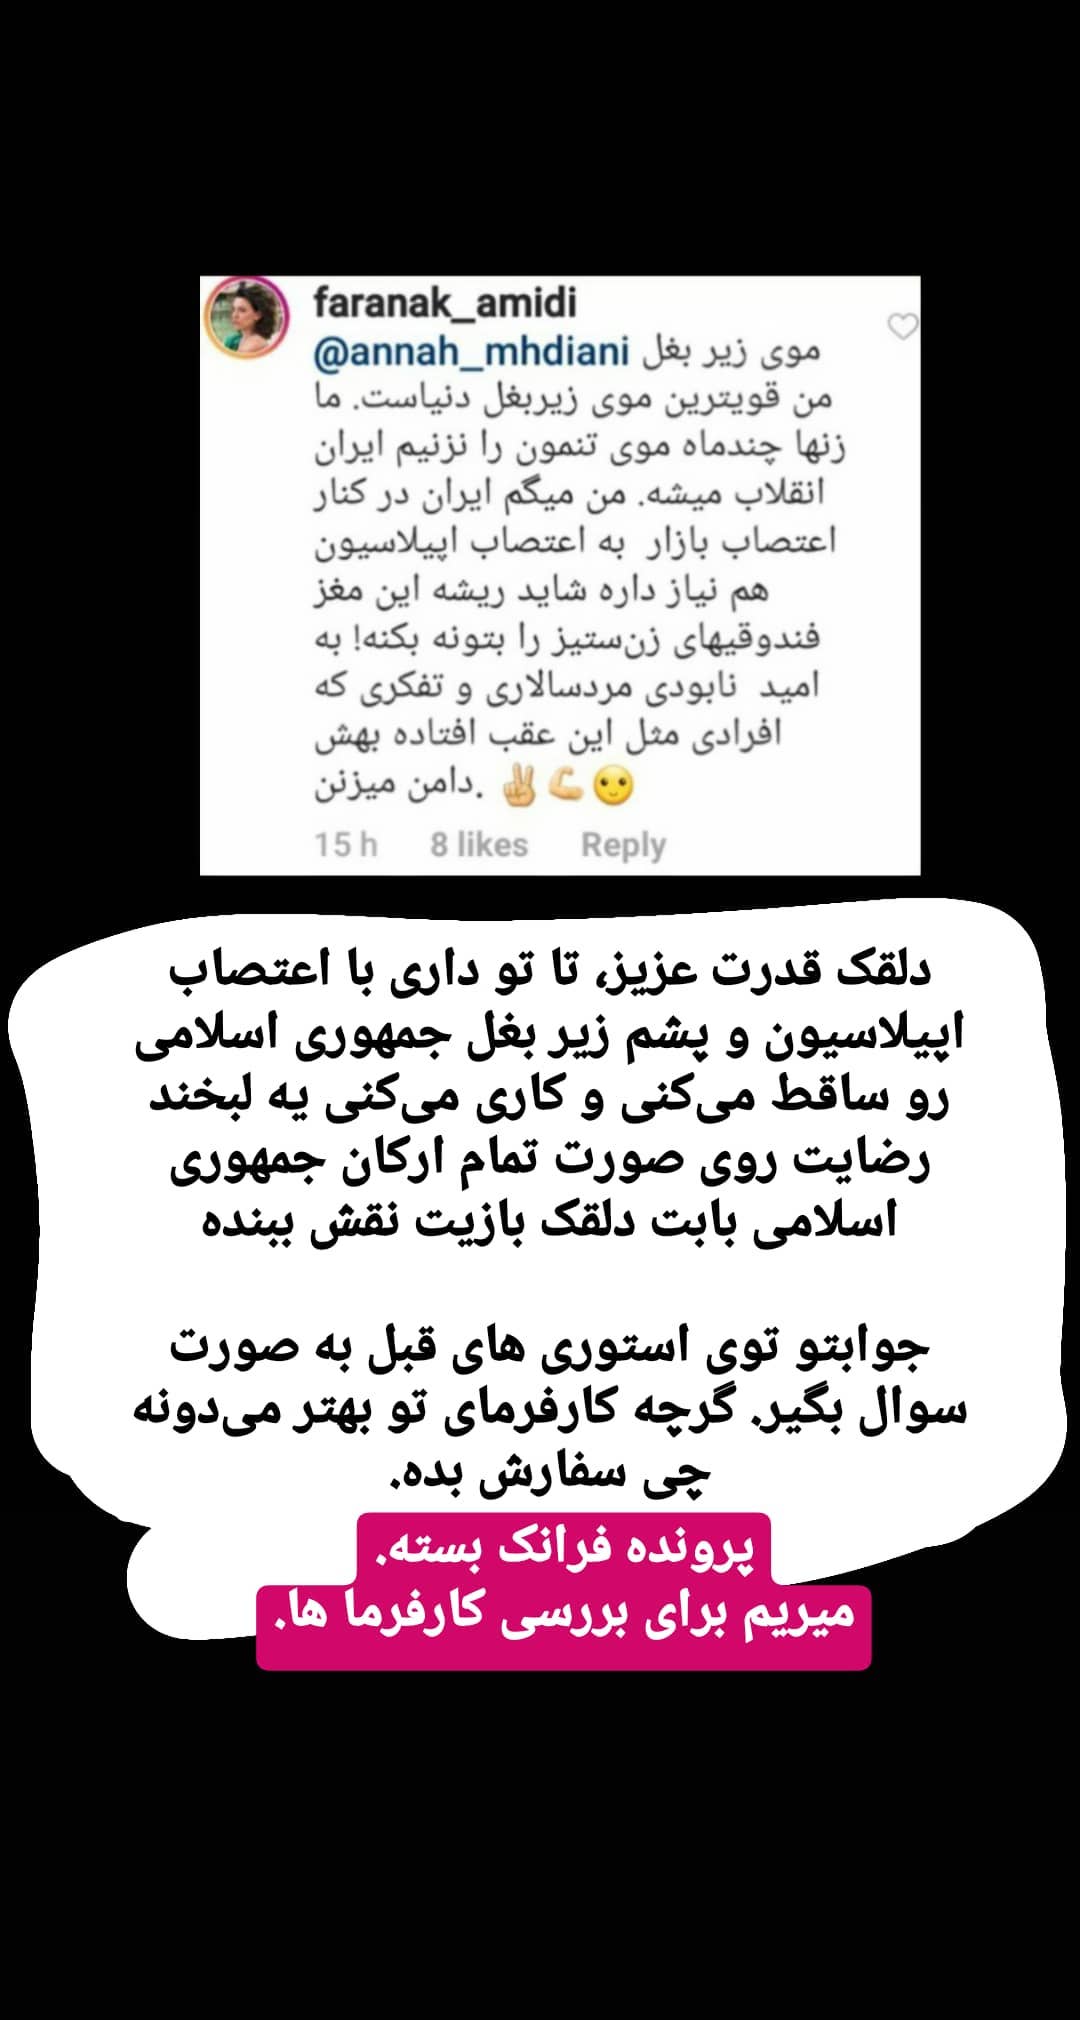 faranak_amidi
@annah_mhdiani موی زیر بغل
من قویترین موی زیربغل دنیاست. ما
زنها چندماه موی تنمون را نزنیم ایران
انقلاب میشه. من میگم ایران در کنار
اعتصاب بازار به اعتصاب اپیلاسیون
هم نیاز داره شاید ریشه این مغز
فندوقیهای زن‌ستیز را بتونه بکنه! به
امید نابودی مردسالاری و تفکری که
افرادی مثل این عقب افتاده بهش
دامن میزنن. ✌💪🙂
15 h 8 likes Reply
دلقک قدرت عزیز، تا تو داری با اعتصاب
اپیلاسیون و پشم زیر بغل جمهوری اسلامی
رو ساقط می‌کنی و کاری می‌کنی یه لبخند
رضایت روی صورت تمام ارکان جمهوری
اسلامی بابت دلقک بازیت نقش ببنده
جوابتو توی استوری های قبل به صورت
سوال بگیر. گرچه کارفرمای تو بهتر می‌دونه
چی سفارش بده.
پرونده فرانک بسته.
میریم برای بررسی کارفرما ها.